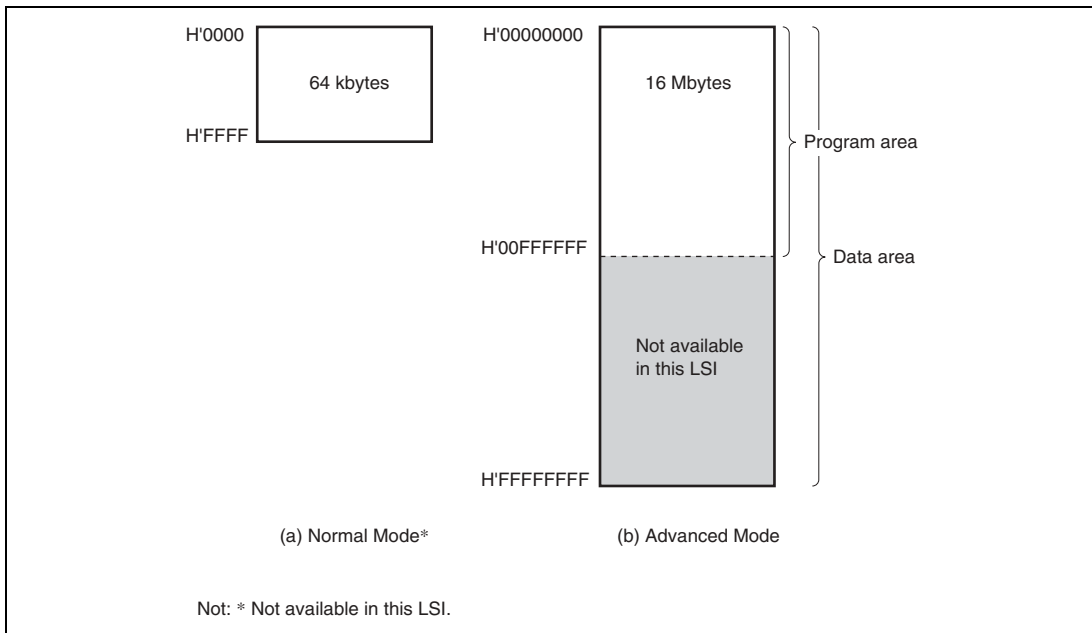 H'0000
64 kbytes
H'FFFF
(a) Normal Mode*
H'00000000
16 Mbytes
Program area
H'00FFFFFF
Data area
Not available
in this LSI
H'FFFFFFFF
(b) Advanced Mode
Not: * Not available in this LSI.